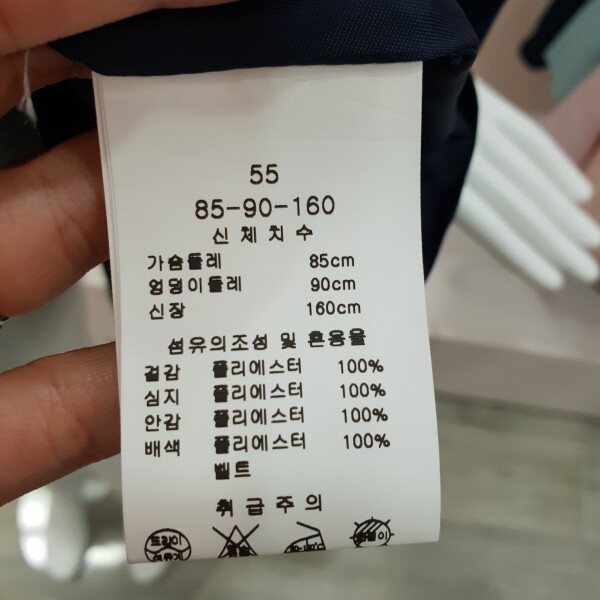 55
85-90-160
신체치수
가슴둘레 85cm
엉덩이둘레 90cm
신장 160cm
섬유의조성 및 혼용율
겉감 폴리에스터 100%
심지 폴리에스터 100%
안감 폴리에스터 100%
배색 폴리에스터 100%
벨트
취급주의
드라이